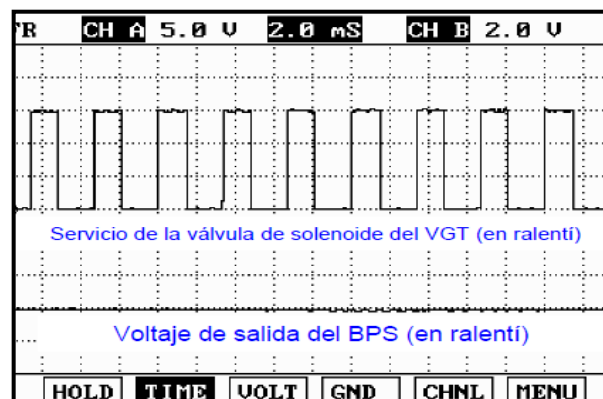 TR CH A 5.0 V 2.0 mS CH B 2.0 V
Servicio de la válvula de solenoide del VGT (en ralentí)
Voltaje de salida del BPS (en ralentí)
HOLD TIME VOLT GND CHNL MENU